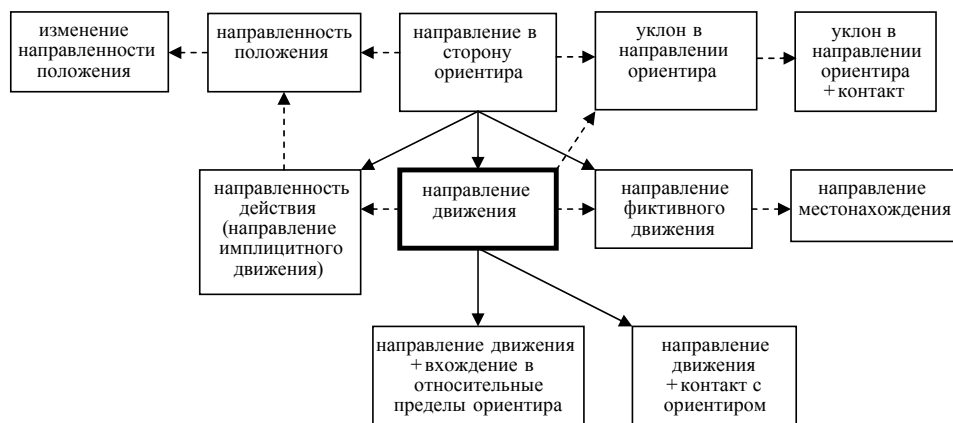 изменение
направленности
положения
направленность
положения
направление в
сторону
ориентира
уклон в
направлении
ориентира
уклон в
направлении
ориентира
+ контакт
направленность
действия
(направление
имплицитного
движения)
направление
движения
направление
фиктивного
движения
направление
местонахождения
направление движения
+ вхождение в
относительные
пределы ориентира
направление
движения
+ контакт с
ориентиром